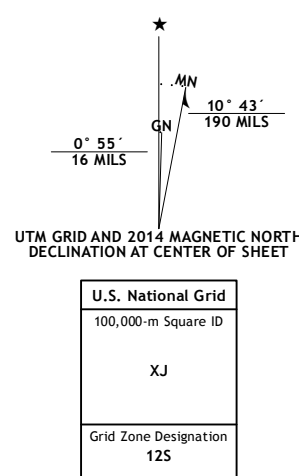 ★
MN
GN
10° 43´
190 MILS
0° 55´
16 MILS
UTM GRID AND 2014 MAGNETIC NORTH
DECLINATION AT CENTER OF SHEET
U.S. National Grid
100,000-m Square ID
XJ
Grid Zone Designation
12S